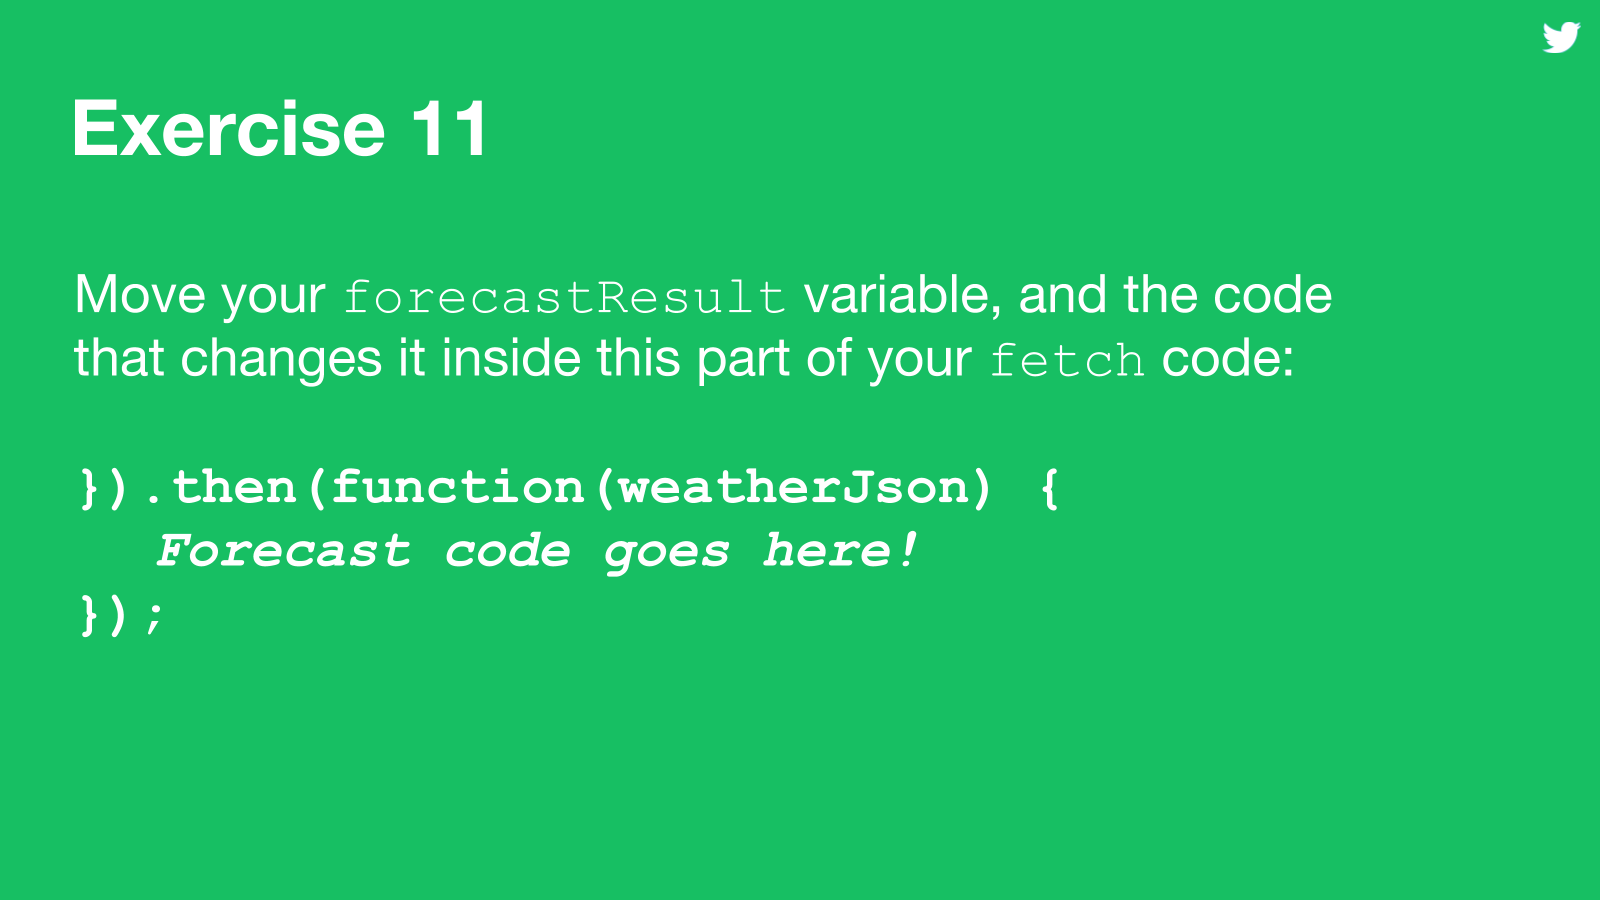 Exercise 11
Move your forecastResult variable, and the code
that changes it inside this part of your fetch code:
}).then(function(weatherJson) {
Forecast code goes here!
});